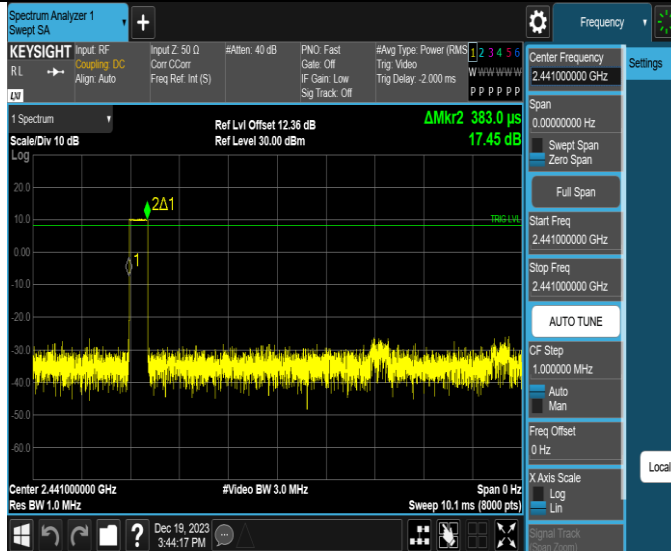 Spectrum Analyzer 1
Swept SA
Frequency
KEYSIGHT
RL
Input: RF
Coupling: DC
Align: Auto
Input Z: 50 Ω
Corr CCorr
Freq Ref: Int (S)
#Atten: 40 dB
PNO: Fast
Gate: Off
IF Gain: Low
Sig Track: Off
#Avg Type: Power (RMS
Trig: Video
Trig Delay: -2.000 ms
1 2 3 4 5 6
W W W W W W
P P P P P P
1 Spectrum
Scale/Div 10 dB
Log
Ref Lvl Offset 12.36 dB
Ref Level 30.00 dBm
ΔMkr2 383.0 µs
17.45 dB
20.0
10.0
0.00
-10.0
-20.0
-30.0
-40.0
-50.0
-60.0
2Δ1
1
TRIG LVL
Center 2.441000000 GHz
Res BW 1.0 MHz
#Video BW 3.0 MHz
Span 0 Hz
Sweep 10.1 ms (8000 pts)
?
Dec 19, 2023
3:44:17 PM
Center Frequency
2.441000000 GHz
Span
0.00000000 Hz
Swept Span
Zero Span
Full Span
Start Freq
2.441000000 GHz
Stop Freq
2.441000000 GHz
AUTO TUNE
CF Step
1.000000 MHz
Auto
Man
Freq Offset
0 Hz
X Axis Scale
Log
Lin
Signal Track
(Span Zoom)
Settings
Local